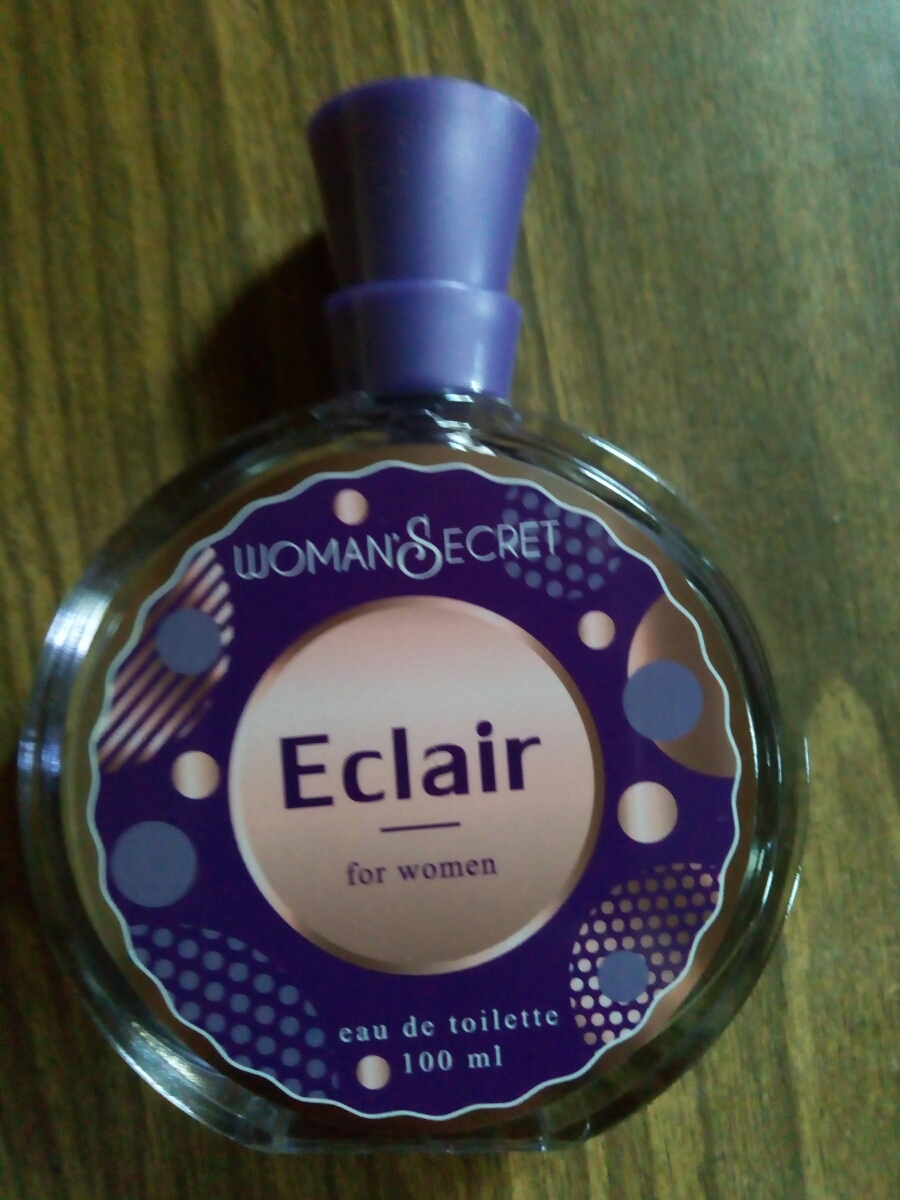 WOMAN'SECRET
Eclair
for women
eau de toilette
100 ml